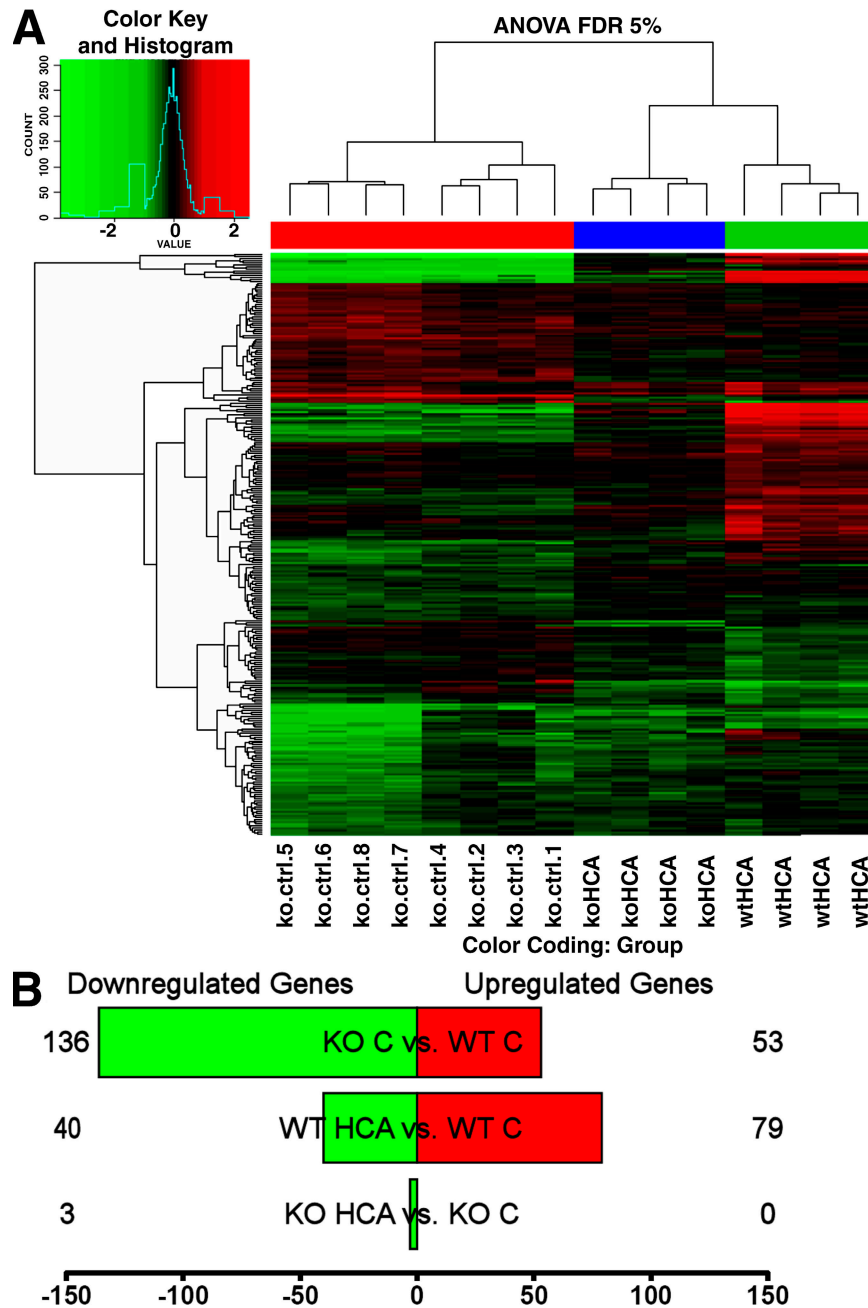 A
Color Key
and Histogram
ANOVA FDR 5%
COUNT
300
250
200
150
100
50
0
-2
0
2
VALUE
ko.ctrl.5
ko.ctrl.6
ko.ctrl.8
ko.ctrl.7
ko.ctrl.4
ko.ctrl.2
ko.ctrl.3
ko.ctrl.1
koHCA
koHCA
koHCA
koHCA
wtHCA
wtHCA
wtHCA
wtHCA
Color Coding: Group
B
Downregulated Genes
Upregulated Genes
136
KO C vs. WT C
53
40
WT HCA vs. WT C
79
3
KO HCA vs. KO C
0
-150
-100
-50
0
50
100
150